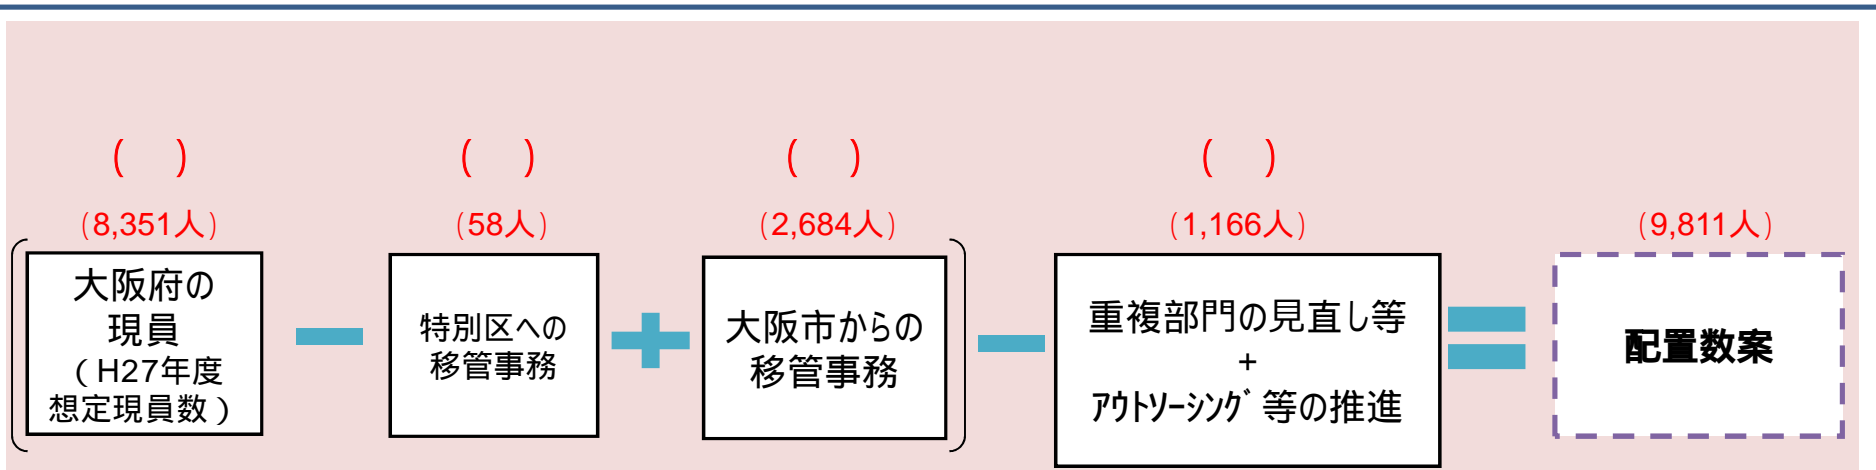 ( ) ( ) ( ) ( )
(8,351人) (58人) (2,684人) (1,166人) (9,811人)
大阪府の
現員
(H27年度
想定現員数)
特別区への
移管事務
大阪市からの
移管事務
重複部門の見直し等
+
ｱｳﾄｿｰｼﾝｸﾞ等の推進
配置数案